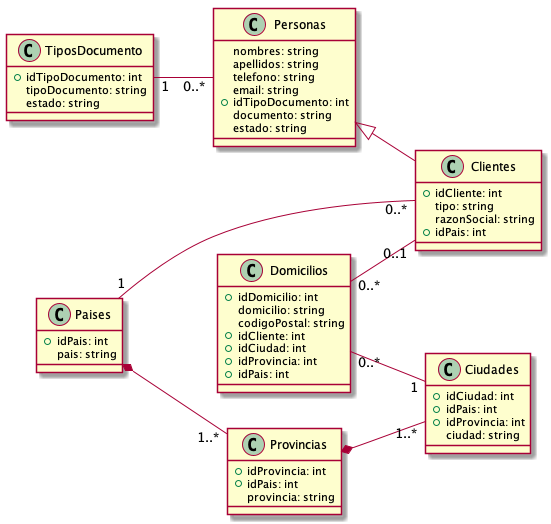 C Personas
nombres: string
apellidos: string
telefono: string
email: string
idTipoDocumento: int
documento: string
estado: string
C TiposDocumento
idTipoDocumento: int
tipoDocumento: string
estado: string
1
0..*
C Clientes
idCliente: int
tipo: string
razonSocial: string
idPais: int
0..*
0..1
1
C Domicilios
idDomicilio: int
domicilio: string
codigoPostal: string
idCliente: int
idCiudad: int
idProvincia: int
idPais: int
0..*
0..*
C Paises
idPais: int
pais: string
C Ciudades
idCiudad: int
idPais: int
idProvincia: int
ciudad: string
1
1..*
1..*
C Provincias
idProvincia: int
idPais: int
provincia: string